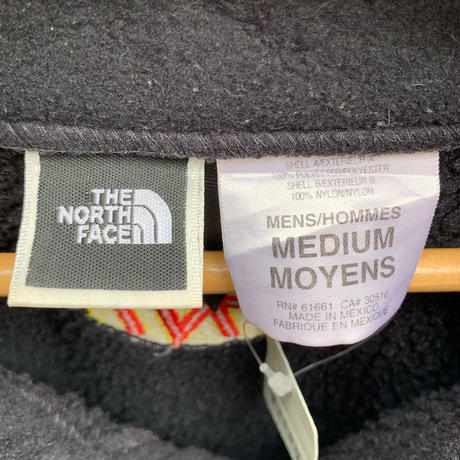 THE
NORTH
FACE
SHELL A/EXTERIEUR A
100% POLYESTER/POLYESTER
SHELL B/EXTERIEUR B
100% NYLON/NYLON
MENS/HOMMES
MEDIUM
MOYENS
RN# 61661 CA# 30516
MADE IN MEXICO
FABRIQUE EN MEXIQUE